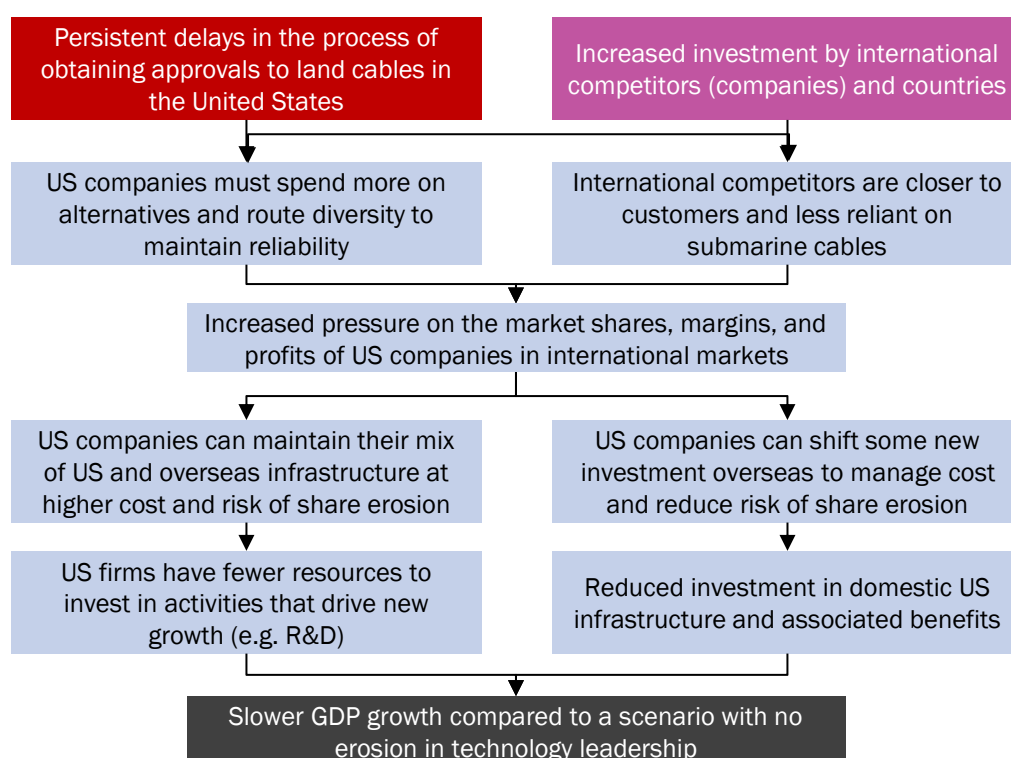 Persistent delays in the process of
obtaining approvals to land cables in
the United States
Increased investment by international
competitors (companies) and countries
US companies must spend more on
alternatives and route diversity to
maintain reliability
International competitors are closer to
customers and less reliant on
submarine cables
Increased pressure on the market shares, margins, and
profits of US companies in international markets
US companies can maintain their mix
of US and overseas infrastructure at
higher cost and risk of share erosion
US companies can shift some new
investment overseas to manage cost
and reduce risk of share erosion
US firms have fewer resources to
invest in activities that drive new
growth (e.g. R&D)
Reduced investment in domestic US
infrastructure and associated benefits
Slower GDP growth compared to a scenario with no
erosion in technology leadership